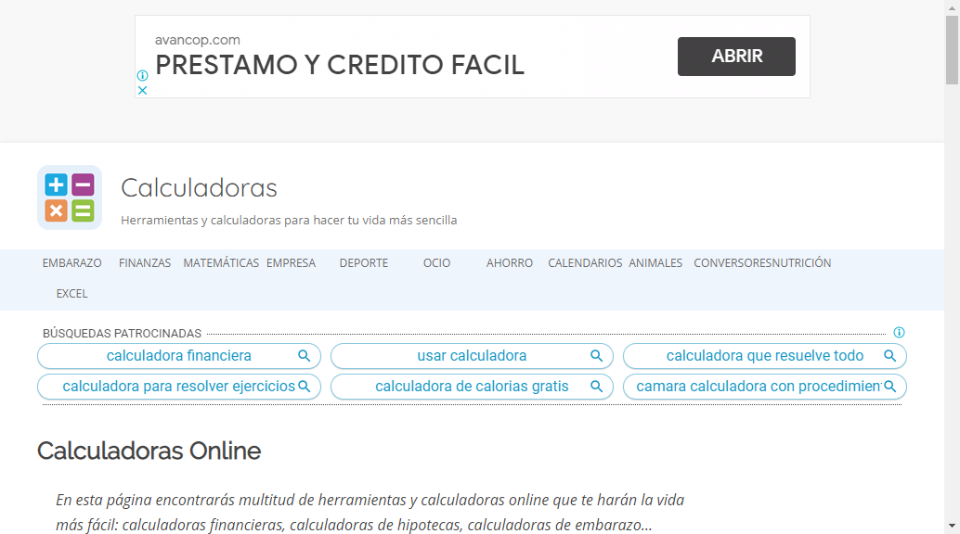 avancop.com
PRESTAMO Y CREDITO FACIL
ABRIR
Calculadoras
Herramientas y calculadoras para hacer tu vida más sencilla
EMBARAZO FINANZAS MATEMÁTICAS EMPRESA DEPORTE OCIO AHORRO CALENDARIOS ANIMALES CONVERSORES NUTRICIÓN
EXCEL
BÚSQUEDAS PATROCINADAS
calculadora financiera usar calculadora calculadora que resuelve todo
calculadora para resolver ejercicios calculadora de calorias gratis camara calculadora con procedimien
Calculadoras Online
En esta página encontrarás multitud de herramientas y calculadoras online que te harán la vida
más fácil: calculadoras financieras, calculadoras de hipotecas, calculadoras de embarazo...